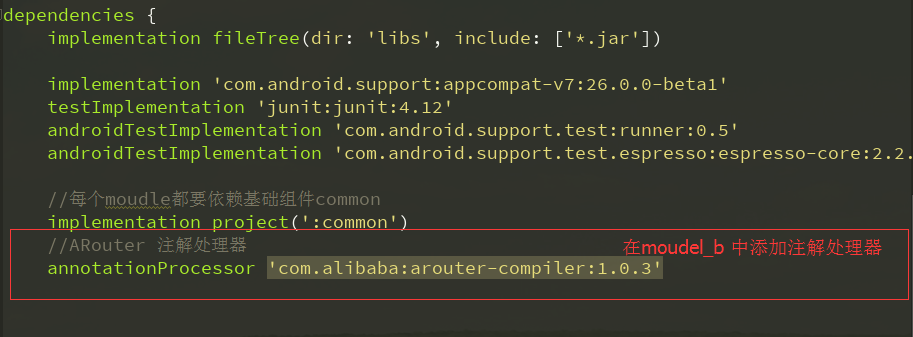 dependencies {
implementation fileTree(dir: 'libs', include: ['*.jar'])
implementation 'com.android.support:appcompat-v7:26.0.0-beta1'
testImplementation 'junit:junit:4.12'
androidTestImplementation 'com.android.support.test:runner:0.5'
androidTestImplementation 'com.android.support.test.espresso:espresso-core:2.2.
//每个moudle都要依赖基础组件common
implementation project(':common')
//ARouter 注解处理器
在moudel_b 中添加注解处理器
annotationProcessor 'com.alibaba:arouter-compiler:1.0.3'